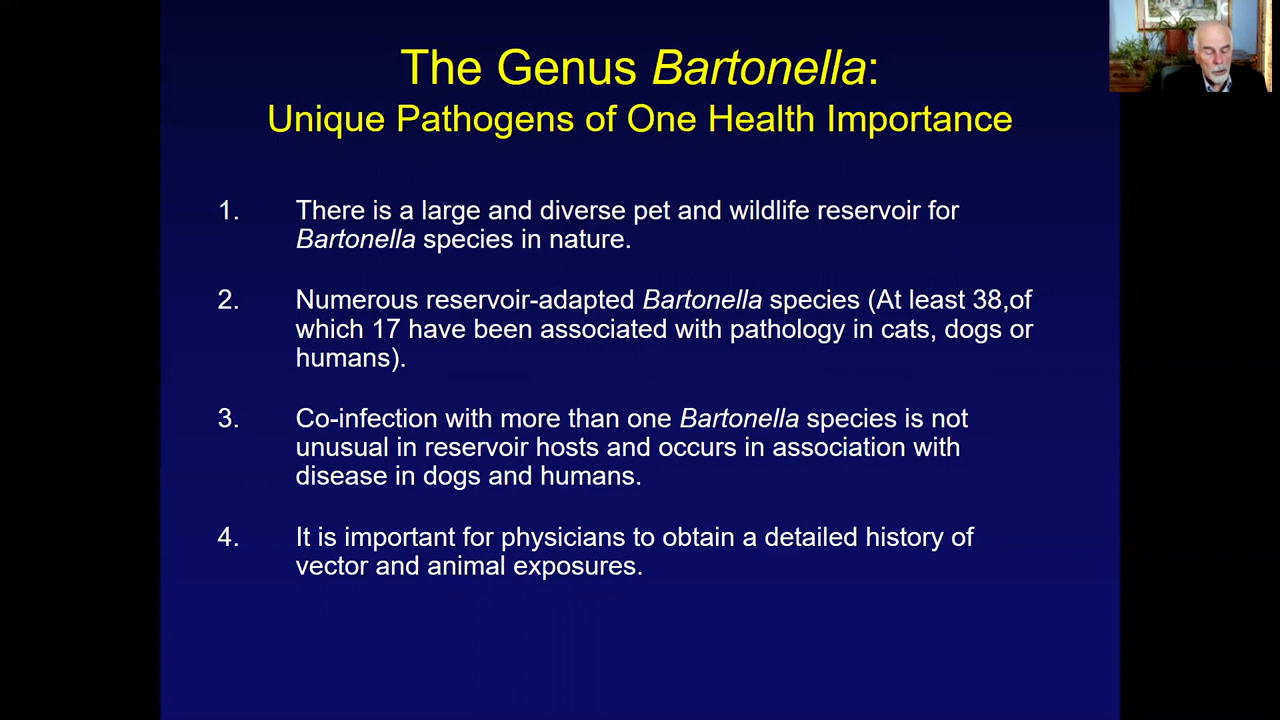 The Genus Bartonella:
Unique Pathogens of One Health Importance
1. There is a large and diverse pet and wildlife reservoir for
Bartonella species in nature.
2. Numerous reservoir-adapted Bartonella species (At least 38,of
which 17 have been associated with pathology in cats, dogs or
humans).
3. Co-infection with more than one Bartonella species is not
unusual in reservoir hosts and occurs in association with
disease in dogs and humans.
4. It is important for physicians to obtain a detailed history of
vector and animal exposures.